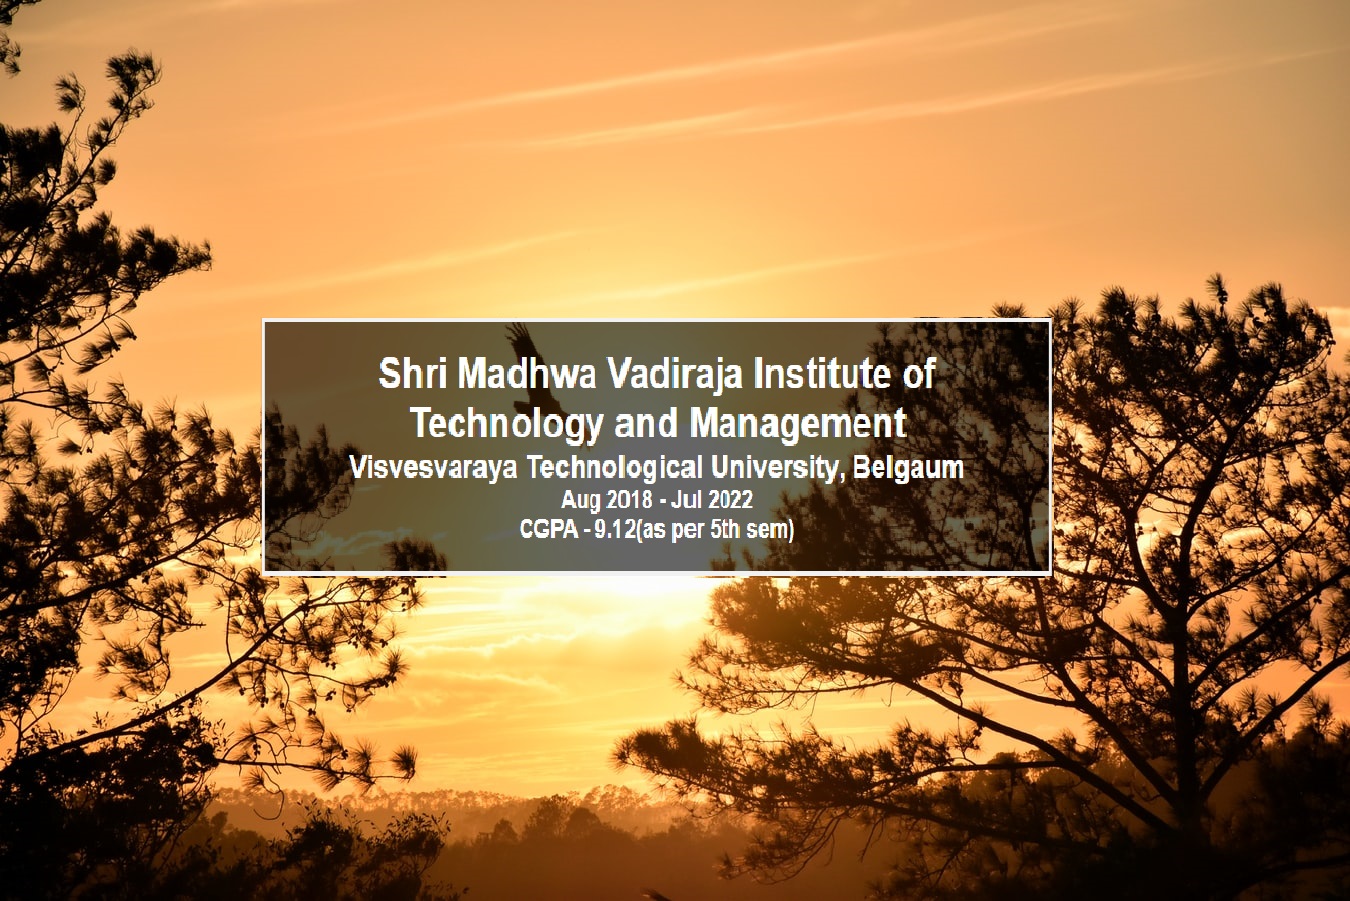 Shri Madhwa Vadiraja Institute of
Technology and Management
Visvesvaraya Technological University, Belgaum
Aug 2018 - Jul 2022
CGPA - 9.12(as per 5th sem)